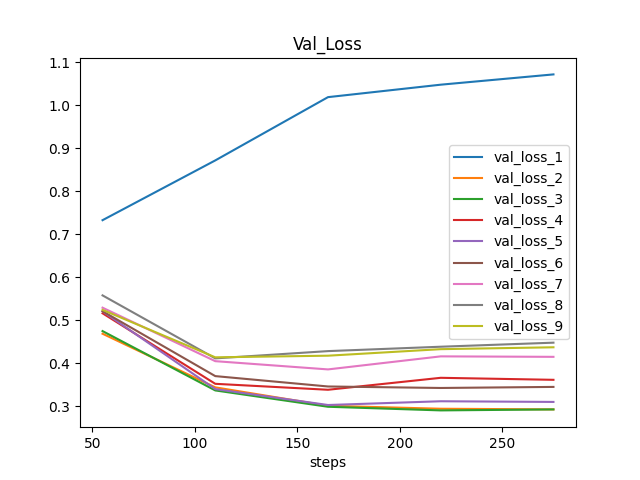 Val_Loss
1.1
1.0
0.9
0.8
0.7
0.6
0.5
0.4
0.3
val_loss_1
val_loss_2
val_loss_3
val_loss_4
val_loss_5
val_loss_6
val_loss_7
val_loss_8
val_loss_9
50 100 150 200 250
steps